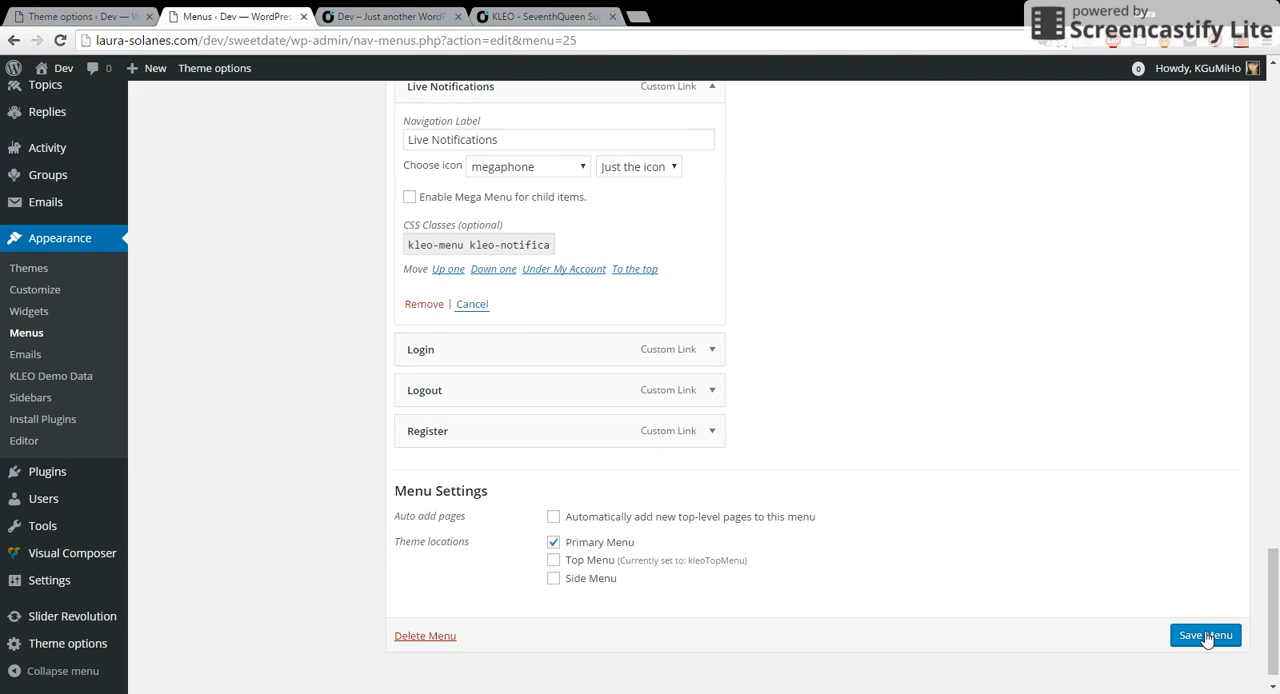 Theme options ‹ Dev — W
Menus ‹ Dev — WordPres
Dev – Just another WordP
KLEO - SeventhQueen Su
powered by
Screencastify Lite
laura-solanes.com/dev/sweetdate/wp-admin/nav-menus.php?action=edit&menu=25
Dev
0
New
Theme options
0
Howdy, KGuMiHo
Topics
Replies
Activity
Groups
Emails
Appearance
Themes
Customize
Widgets
Menus
Emails
KLEO Demo Data
Sidebars
Install Plugins
Editor
Plugins
Users
Tools
Visual Composer
Settings
Slider Revolution
Theme options
Collapse menu
Live Notifications Custom Link
Navigation Label
Live Notifications
Choose icon megaphone Just the icon
Enable Mega Menu for child items.
CSS Classes (optional)
kleo-menu kleo-notifica
Move Up one Down one Under My Account To the top
Remove | Cancel
Login Custom Link
Logout Custom Link
Register Custom Link
Menu Settings
Auto add pages Automatically add new top-level pages to this menu
Theme locations Primary Menu
Top Menu (Currently set to: kleoTopMenu)
Side Menu
Delete Menu
Save Menu